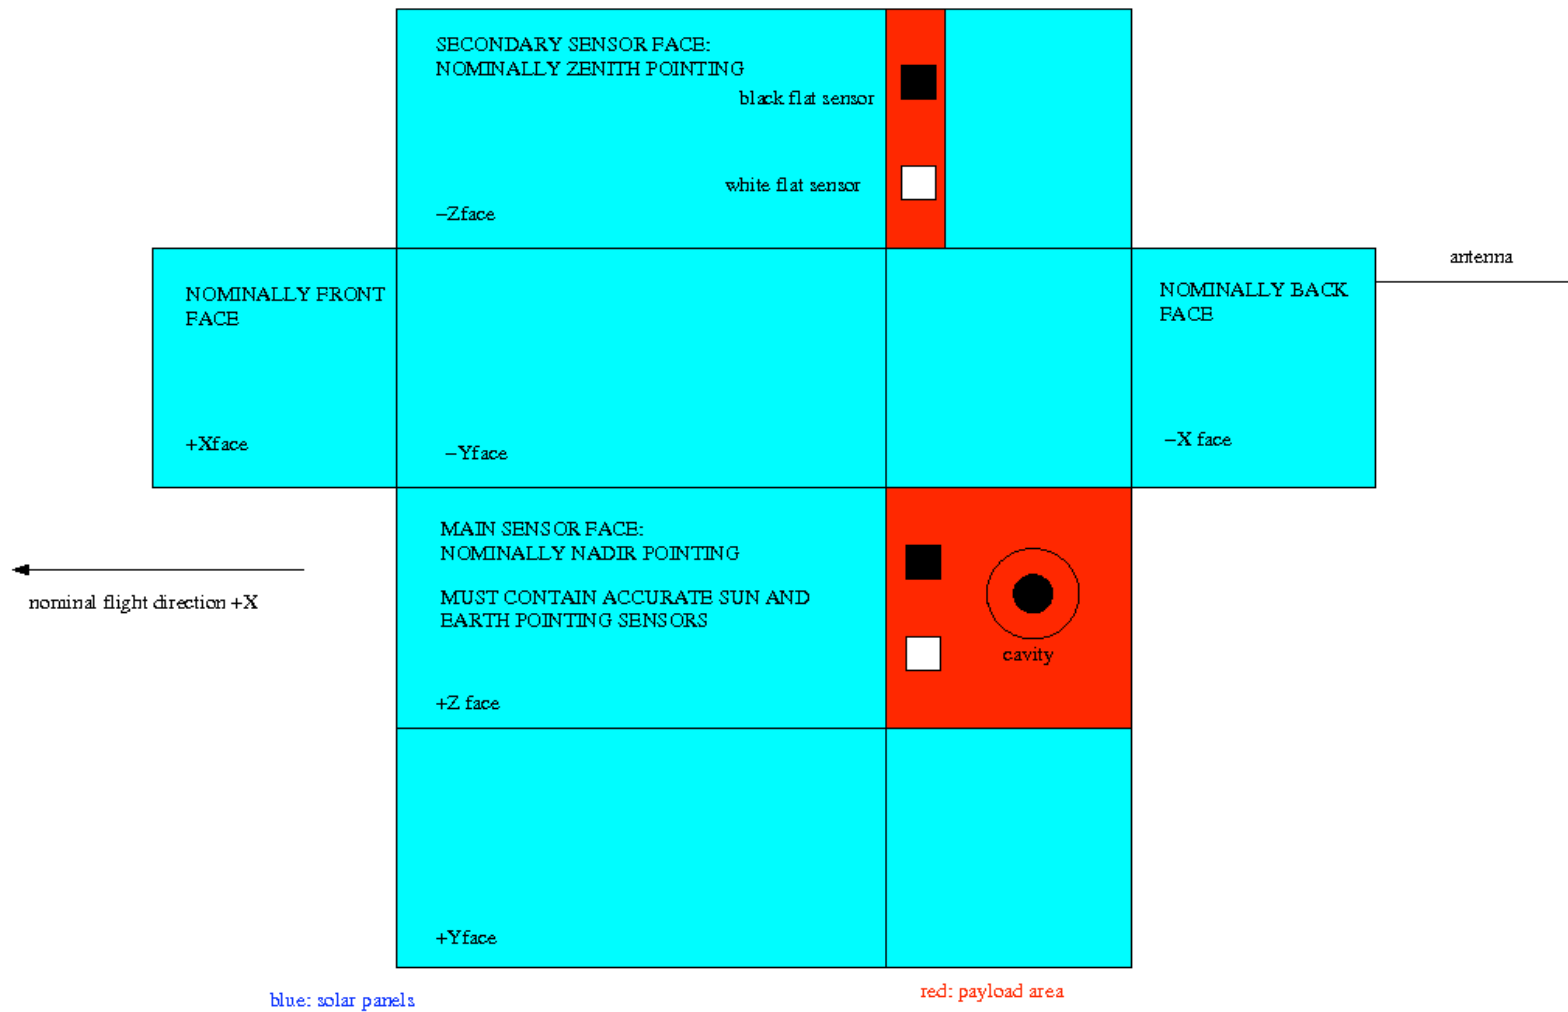 SECONDARY SENSOR FACE:
NOMINALLY ZENITH POINTING
black flat sensor
white flat sensor
−Zface
antenna
NOMINALLY FRONT
FACE
NOMINALLY BACK
FACE
+Xface
−Yface
−X face
MAIN SENSOR FACE:
NOMINALLY NADIR POINTING
MUST CONTAIN ACCURATE SUN AND
EARTH POINTING SENSORS
nominal flight direction +X
cavity
+Z face
+Yface
blue: solar panels
red: payload area